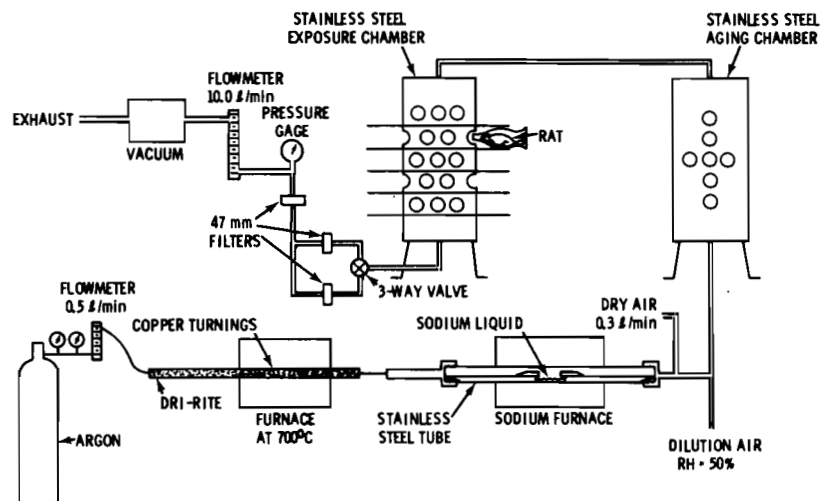 STAINLESS STEEL
EXPOSURE CHAMBER
STAINLESS STEEL
AGING CHAMBER
FLOWMETER
10.0 ℓ/min
PRESSURE
GAGE
EXHAUST
VACUUM
RAT
47 mm
FILTERS
3-WAY VALVE
FLOWMETER
0.5 ℓ/min
COPPER TURNINGS
SODIUM LIQUID
DRY AIR
0.3 ℓ/min
DRI-RITE
FURNACE
AT 700°C
STAINLESS
STEEL TUBE
SODIUM FURNACE
ARGON
DILUTION AIR
RH = 50%